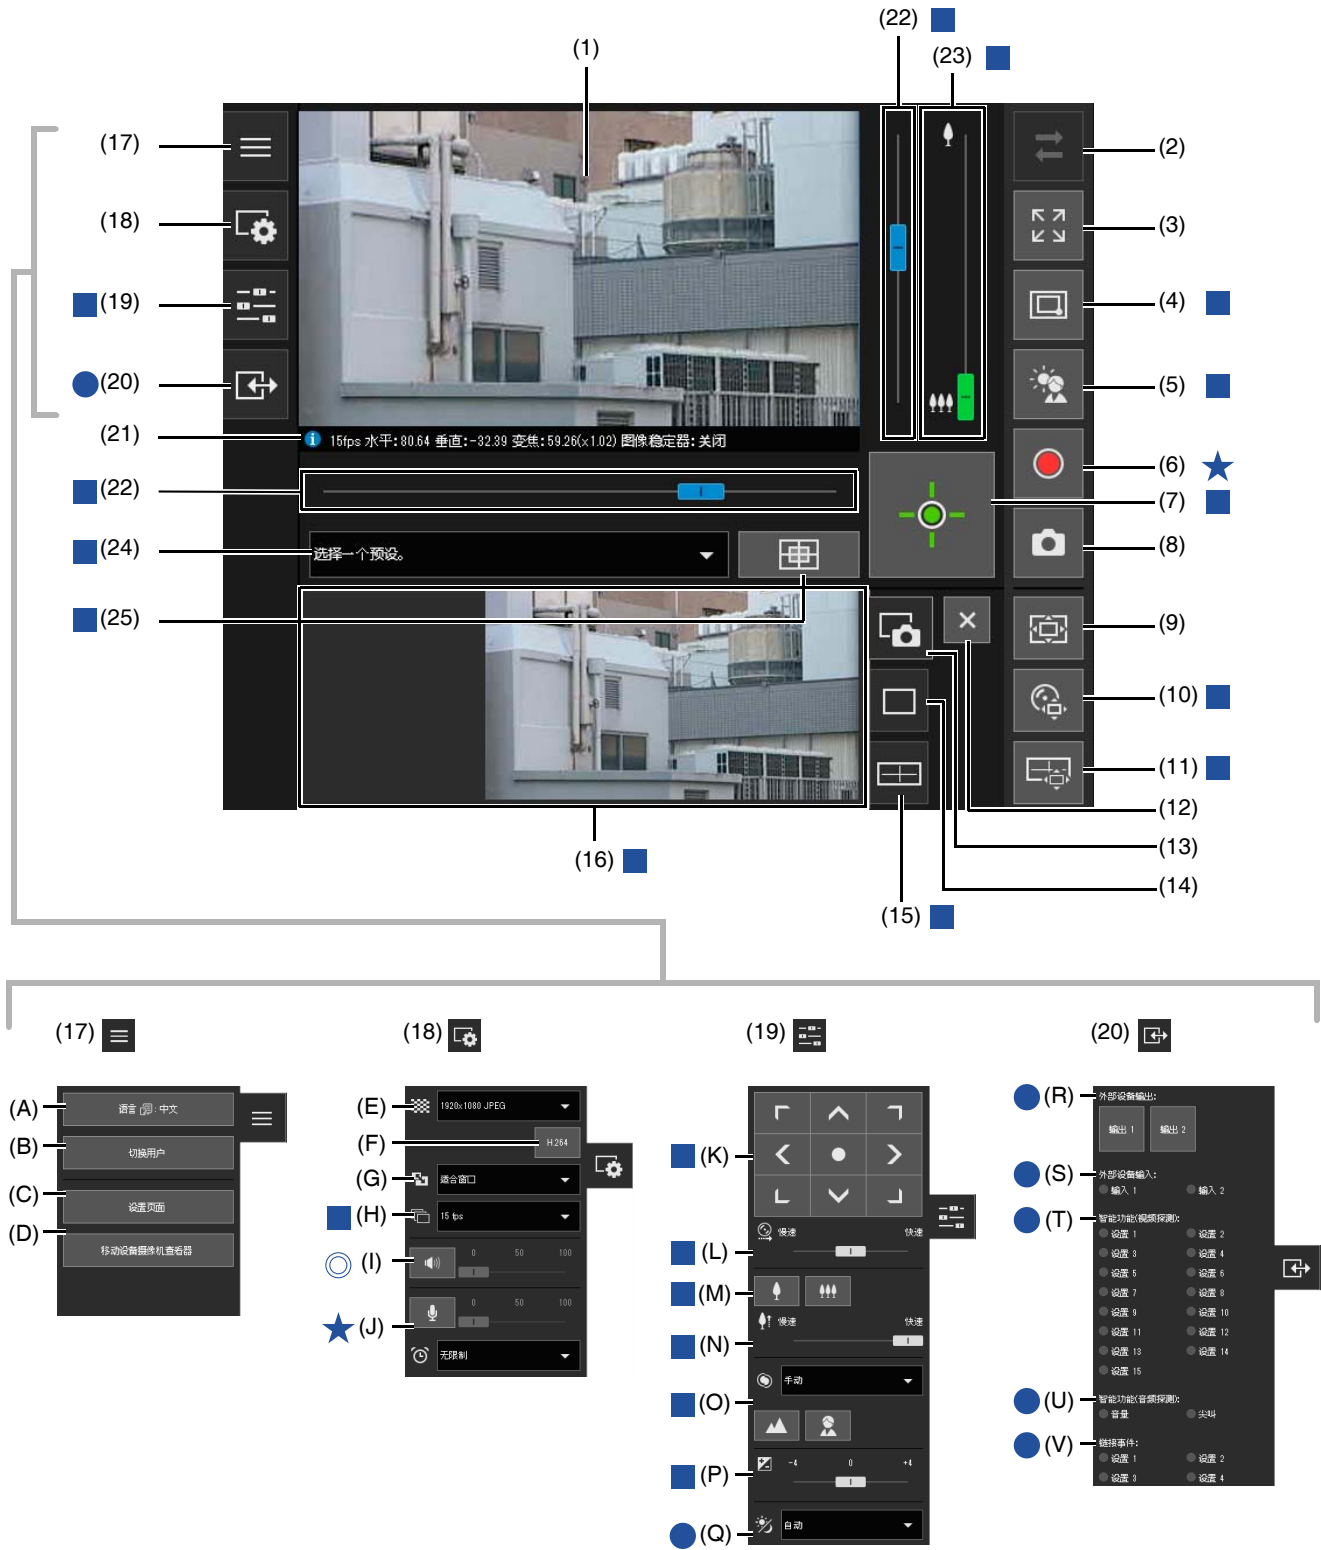 (22)
(1)
(23)
(17)
(2)
(18)
(3)
(19)
(4)
(20)
(5)
(21)
15fps 水平:80.64 垂直:-32.39 变焦:59.26(x1.02) 图像稳定器:关闭
(6)
(22)
(7)
(24)
选择一个预设。
(8)
(25)
(9)
(10)
(11)
(12)
(13)
(16)
(14)
(15)
(17)
(18)
(19)
(20)
(A)
语言 : 中文
(B)
切换用户
(C)
设置页面
(D)
移动设备摄像机查看器
(E)
1920x1080 JPEG
(F)
H.264
(G)
适合窗口
(H)
15 fps
(I)
0 50 100
(J)
0 50 100
无限制
(K)
慢速 快速
(L)
(M)
慢速 快速
(N)
手动
(O)
-4 0 +4
(P)
自动
(Q)
(R)
外部设备输出:
输出 1 输出 2
(S)
外部设备输入:
输入 1 输入 2
(T)
智能功能(视频探测):
设置 1 设置 2
设置 3 设置 4
设置 5 设置 6
设置 7 设置 8
设置 9 设置 10
设置 11 设置 12
设置 13 设置 14
设置 15
(U)
智能功能(音频探测):
音量 尖叫
(V)
链接事件:
设置 1 设置 2
设置 3 设置 4